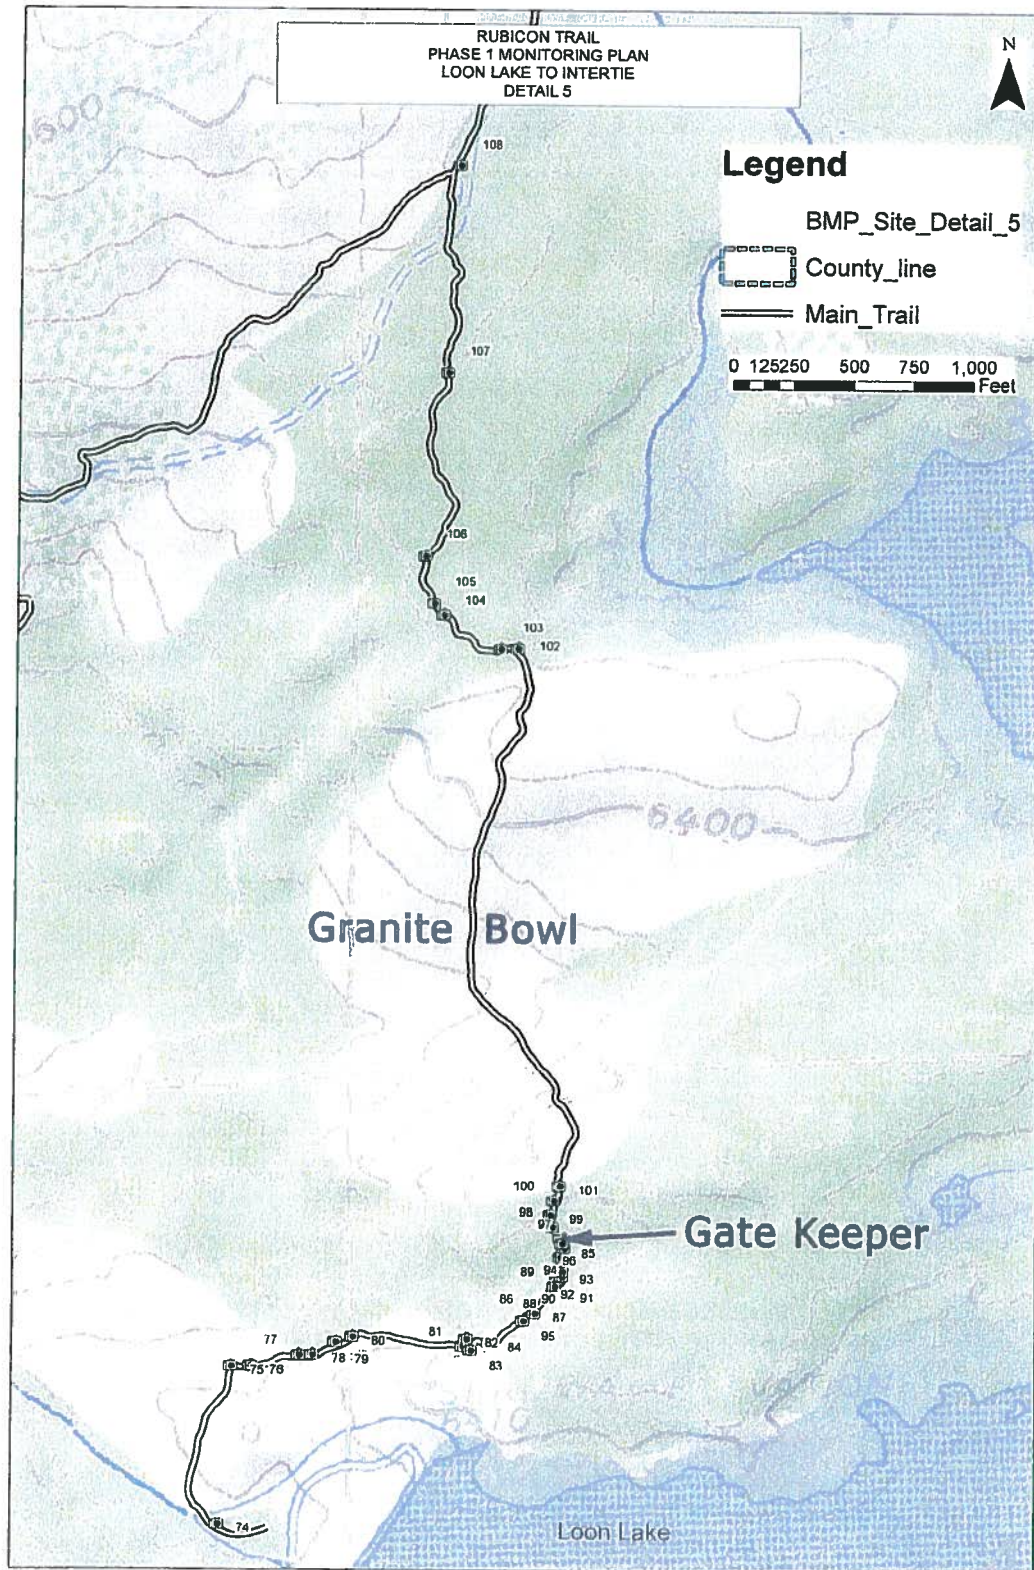 RUBICON TRAIL
PHASE 1 MONITORING PLAN
LOON LAKE TO INTERTIE
DETAIL 5
N
Legend
BMP_Site_Detail_5
County_line
Main_Trail
0 125250 500 750 1,000
Feet
108
107
106
105
104
103
102
6400
Granite Bowl
100 101
98
97 99
Gate Keeper
85
96
89 94
93
92
91
90
88
86
87
95
81
82
84
83
80
77
78 79
75 76
74
Loon Lake